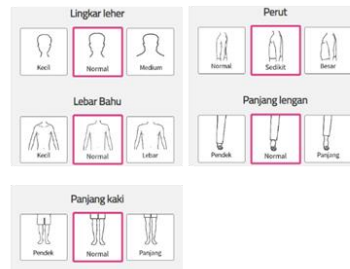 Lingkar leher
Kecil Normal Medium
Lebar Bahu
Kecil Normal Lebar
Perut
Normal Sedikit Besar
Panjang lengan
Pendek Normal Panjang
Panjang kaki
Pendek Normal Panjang